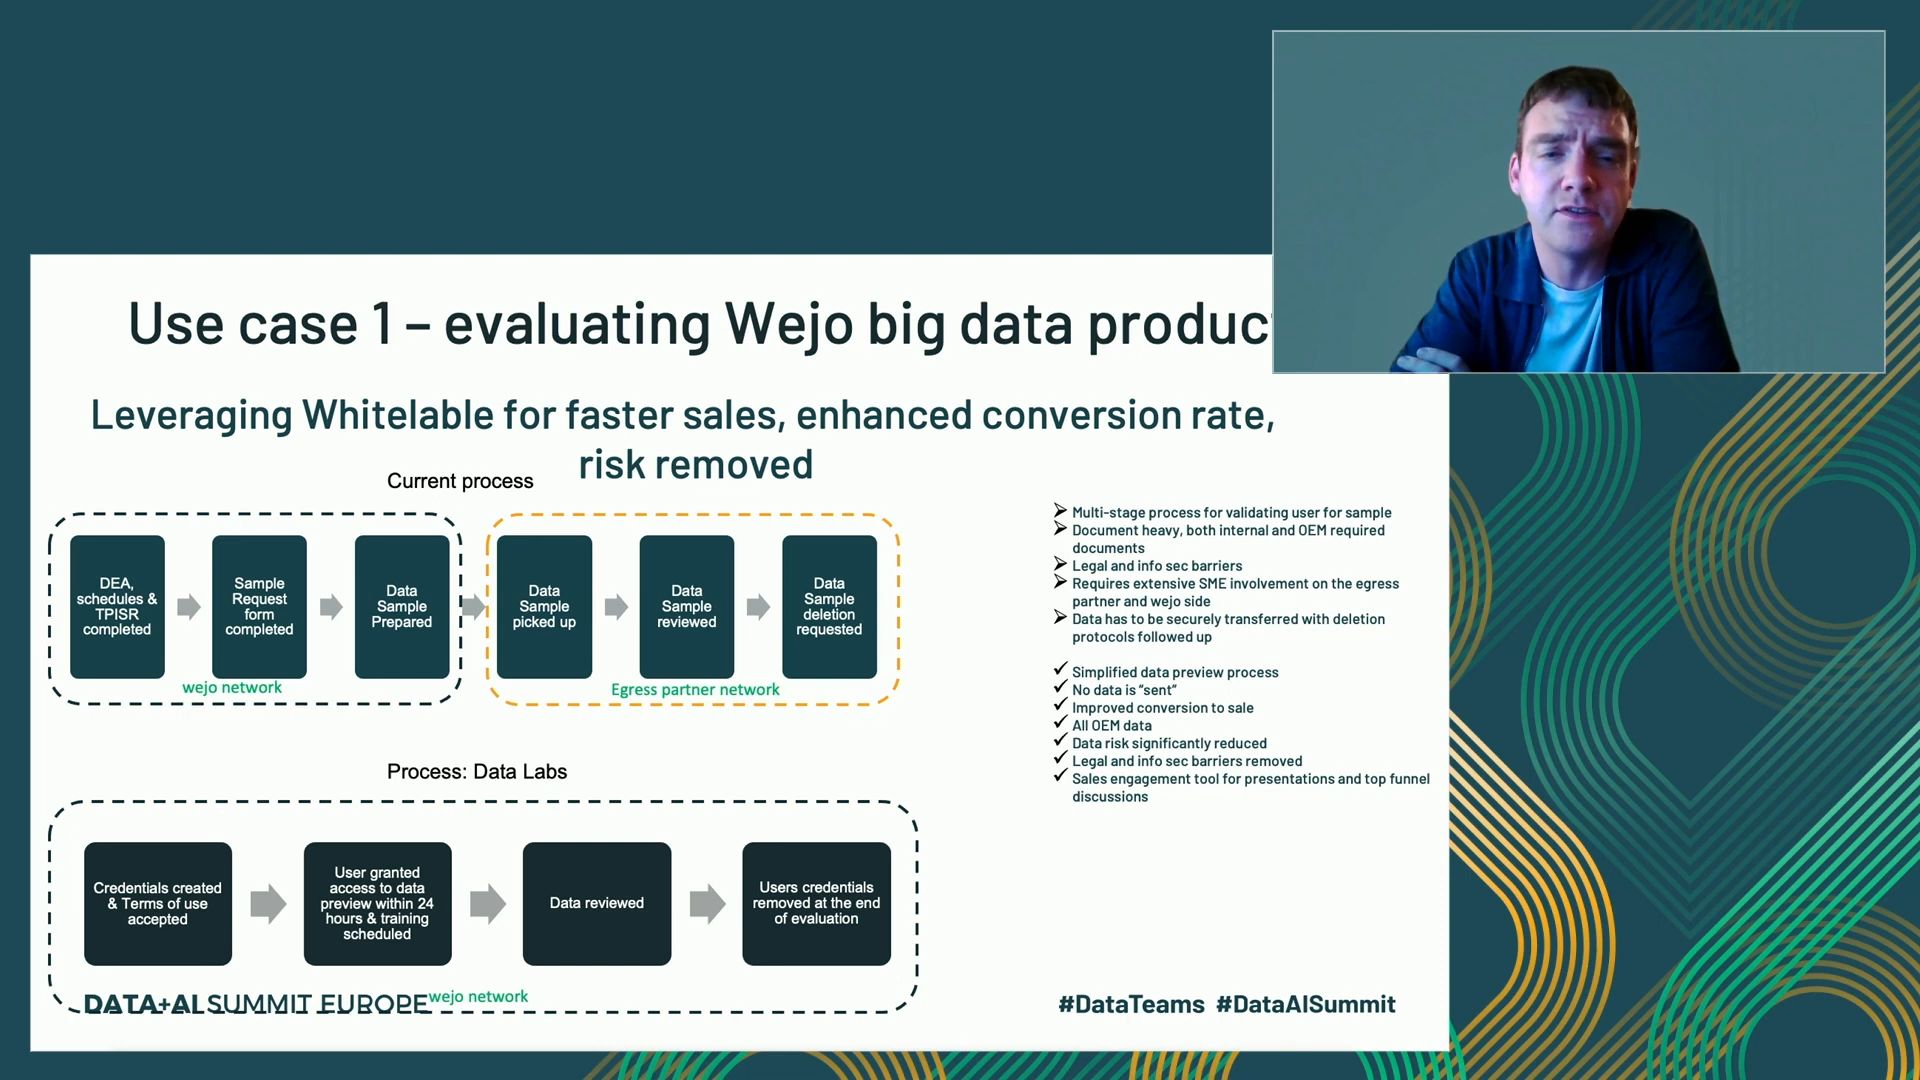 Use case 1 – evaluating Wejo big data produc
Leveraging Whitelable for faster sales, enhanced conversion rate,
risk removed
Current process
DEA,
schedules &
TPISR
completed
Sample
Request
form
completed
Data
Sample
Prepared
wejo network
Data
Sample
picked up
Data
Sample
reviewed
Data
Sample
deletion
requested
Egress partner network
Multi-stage process for validating user for sample
Document heavy, both internal and OEM required
documents
Legal and info sec barriers
Requires extensive SME involvement on the egress
partner and wejo side
Data has to be securely transferred with deletion
protocols followed up
Simplified data preview process
No data is “sent”
Improved conversion to sale
All OEM data
Data risk significantly reduced
Legal and info sec barriers removed
Sales engagement tool for presentations and top funnel
discussions
Process: Data Labs
Credentials created
& Terms of use
accepted
User granted
access to data
preview within 24
hours & training
scheduled
Data reviewed
Users credentials
removed at the end
of evaluation
wejo network
DATA+AI SUMMIT EUROPE
#DataTeams #DataAISummit